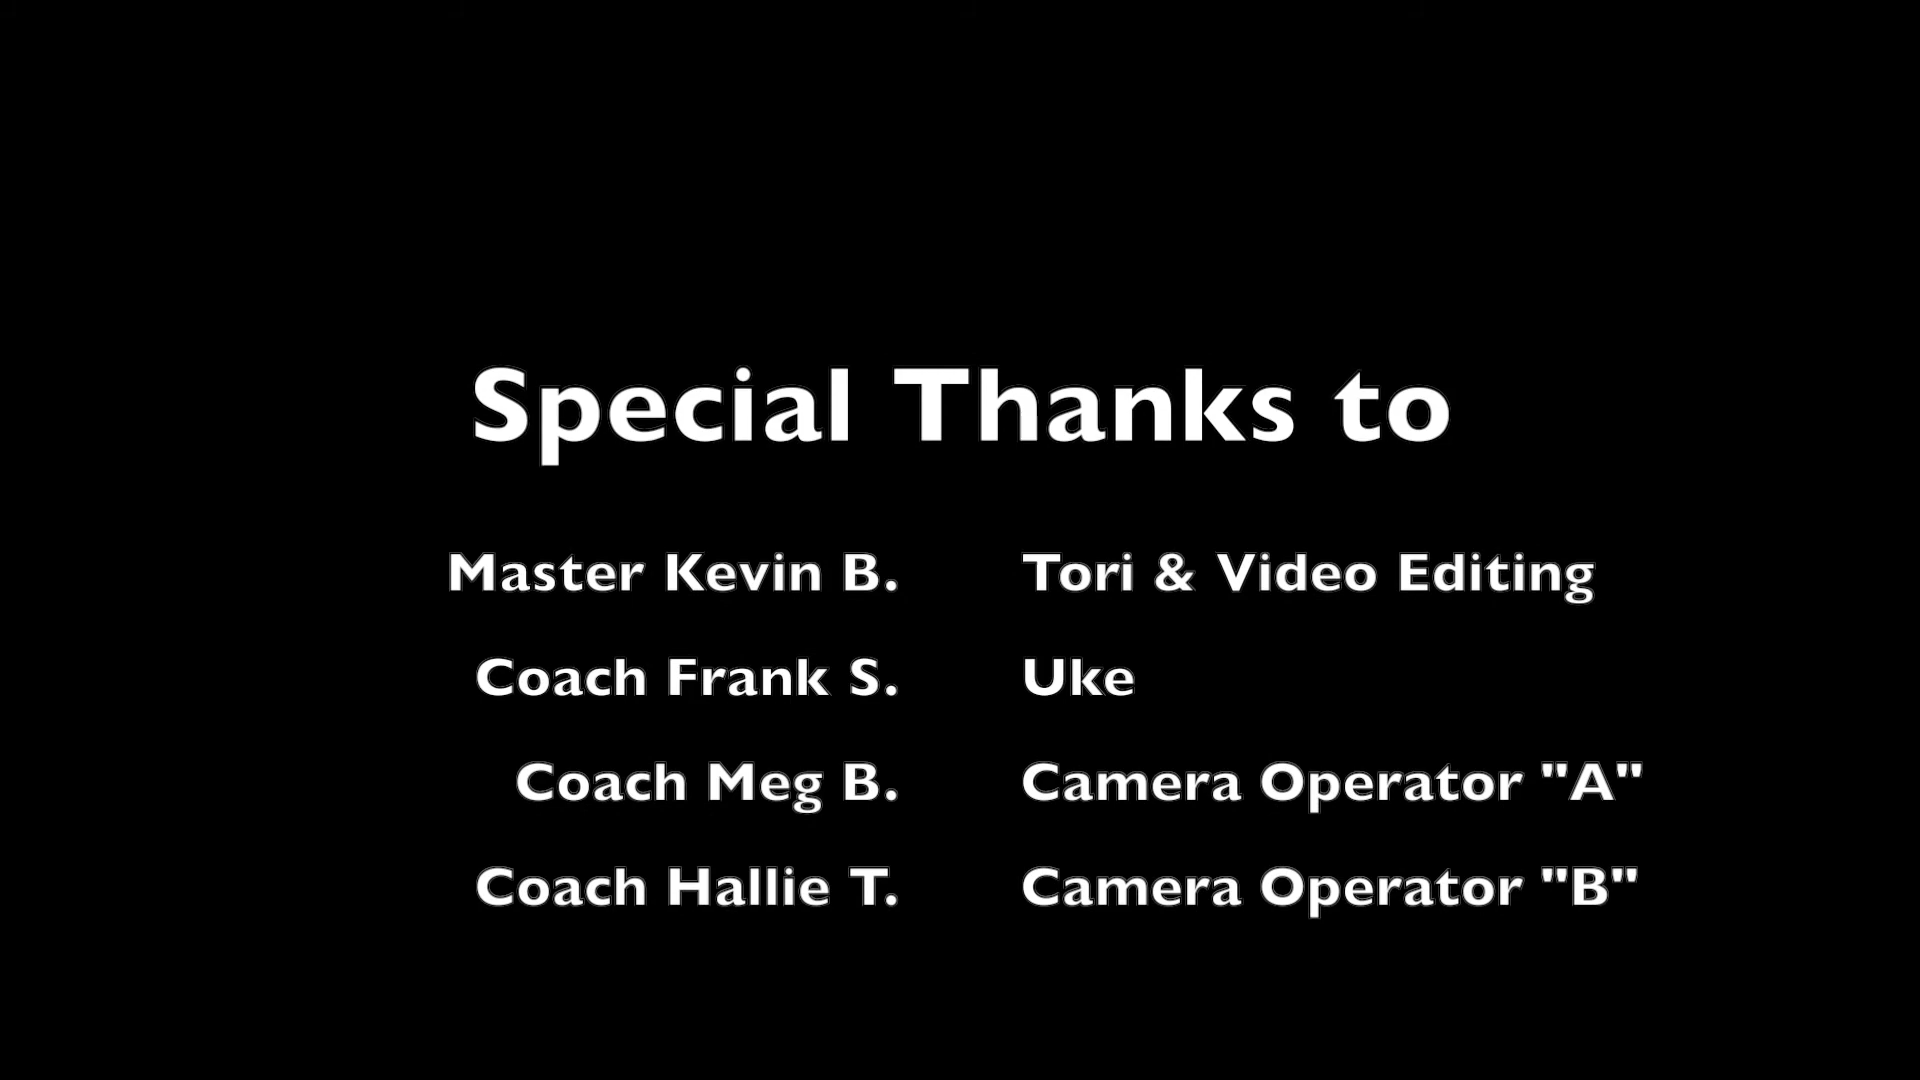 Special Thanks to
Master Kevin B. Tori & Video Editing
Coach Frank S. Uke
Coach Meg B. Camera Operator "A"
Coach Hallie T. Camera Operator "B"